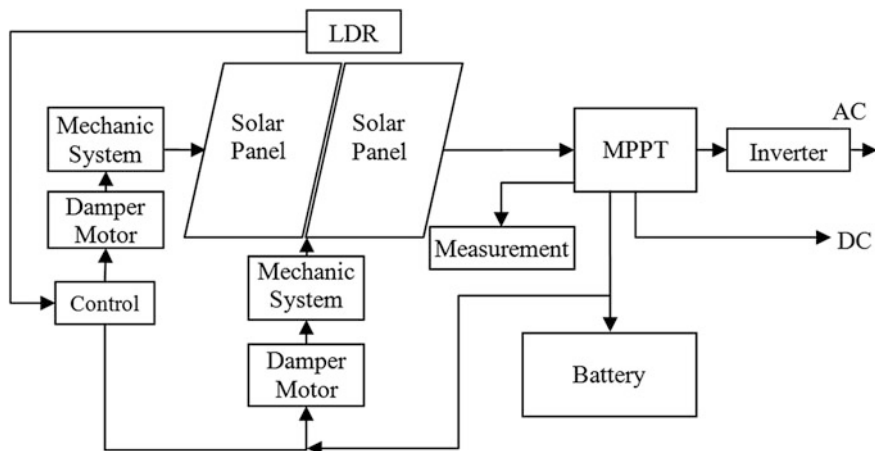 LDR
Mechanic
System
Solar
Panel
Solar
Panel
MPPT
AC
Inverter
Damper
Motor
Measurement
DC
Mechanic
System
Control
Damper
Motor
Battery